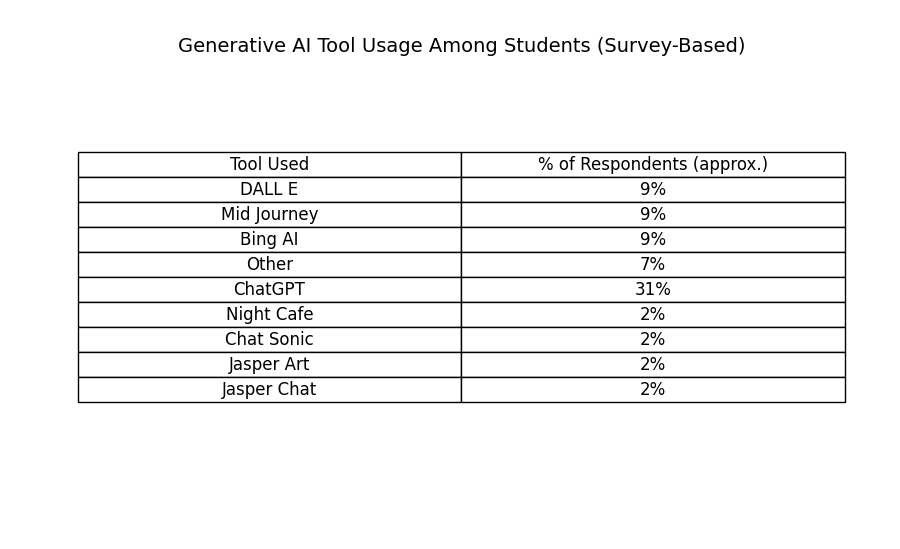 Generative AI Tool Usage Among Students (Survey-Based)
Tool Used % of Respondents (approx.)
DALL E 9%
Mid Journey 9%
Bing AI 9%
Other 7%
ChatGPT 31%
Night Cafe 2%
Chat Sonic 2%
Jasper Art 2%
Jasper Chat 2%